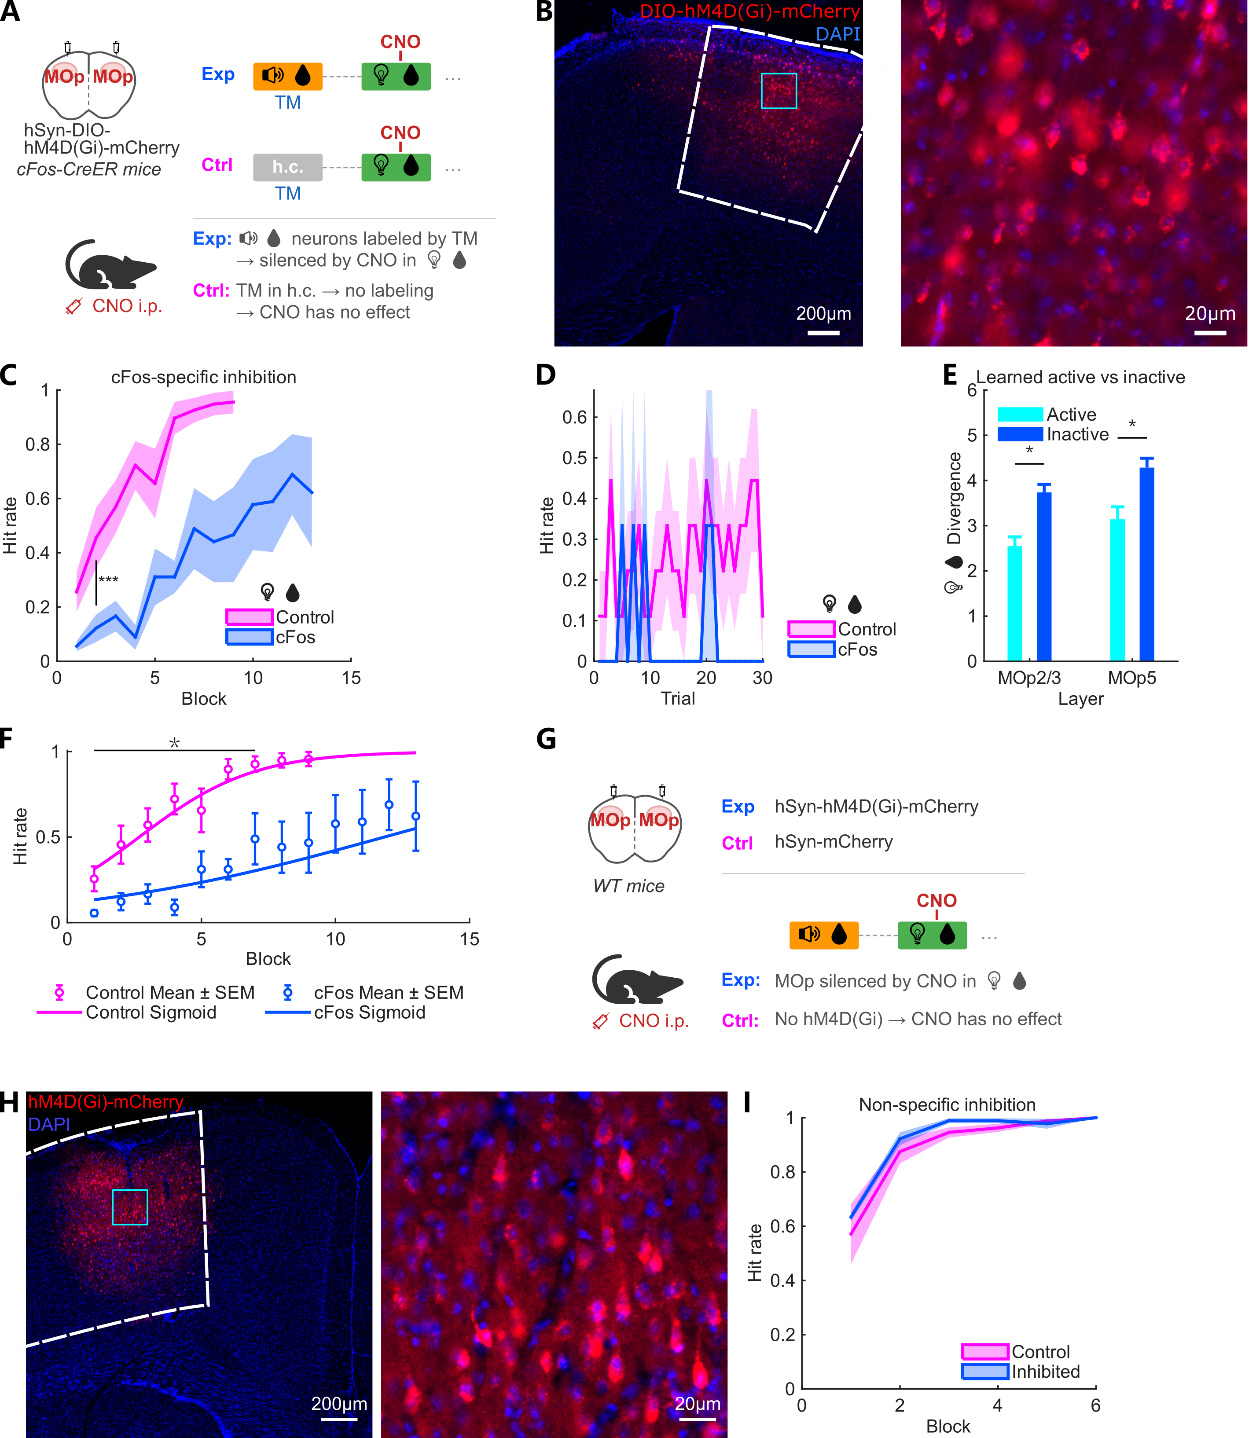 A
MOp MOp
hSyn-DIO-
hM4D(Gi)-mCherry
cFos-CreER mice
CNO
Exp
...
TM
CNO
Ctrl
h.c.
...
TM
CNO i.p.
Exp: neurons labeled by TM
→ silenced by CNO in
Ctrl: TM in h.c. → no labeling
→ CNO has no effect
B
DIO-hM4D(Gi)-mCherry
DAPI
200μm
20μm
C
cFos-specific inhibition
1
0.8
0.6
0.4
0.2
0
Hit rate
***
Control
cFos
0 5 10 15
Block
D
0.6
0.5
0.4
0.3
0.2
0.1
0
Hit rate
Control
cFos
0 10 20 30
Trial
E
Learned active vs inactive
6
5
4
3
2
1
0
Divergence
Active
Inactive
*
*
MOp2/3 MOp5
Layer
F
1
0.5
0
Hit rate
*
0 5 10 15
Block
Control Mean ± SEM
cFos Mean ± SEM
Control Sigmoid
cFos Sigmoid
G
MOp MOp
WT mice
Exp hSyn-hM4D(Gi)-mCherry
Ctrl hSyn-mCherry
CNO
...
CNO i.p.
Exp: MOp silenced by CNO in
Ctrl: No hM4D(Gi) → CNO has no effect
H
hM4D(Gi)-mCherry
DAPI
200μm
20μm
I
Non-specific inhibition
1
0.8
0.6
0.4
0.2
0
Hit rate
Control
Inhibited
0 2 4 6
Block